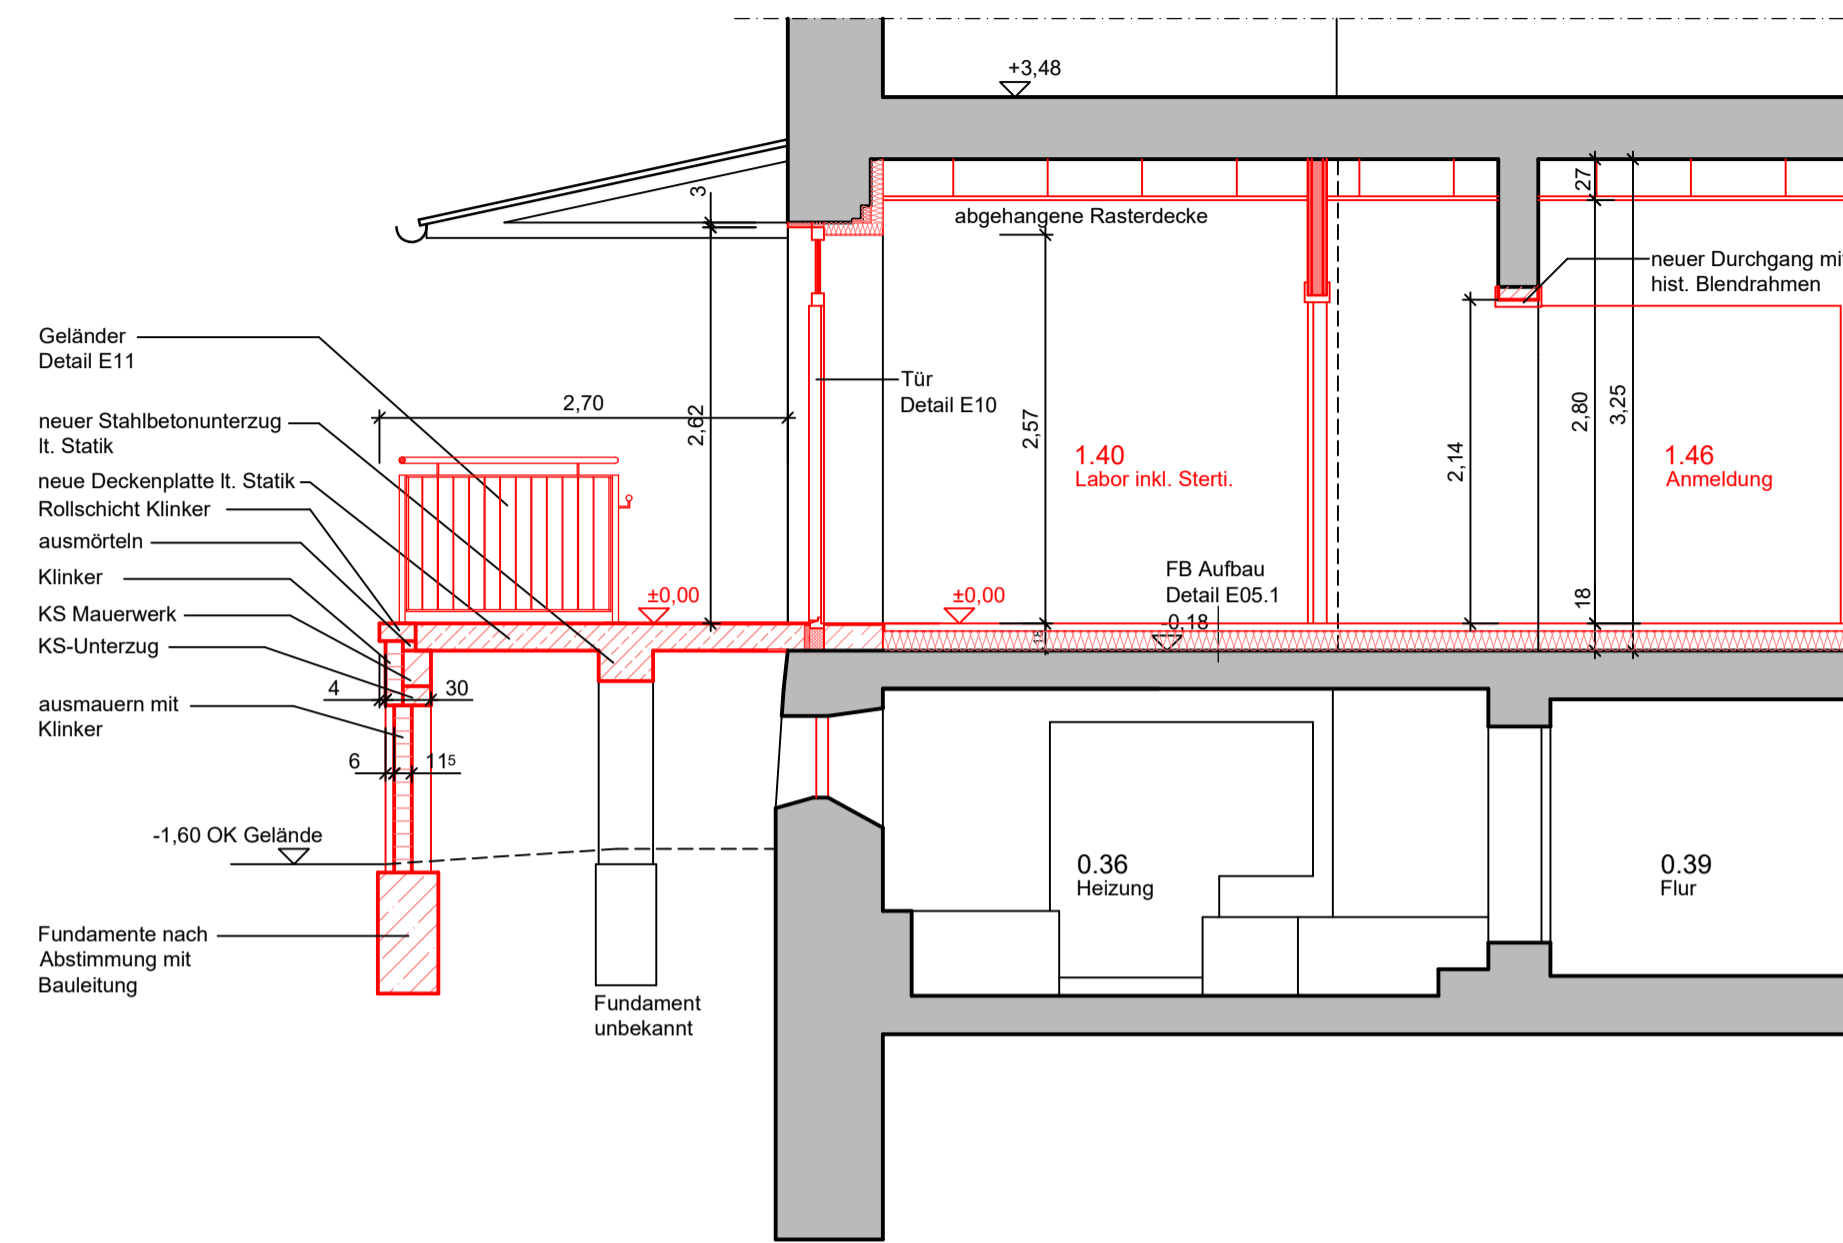 +3,48
3
27
abgehangene Rasterdecke
neuer Durchgang mi
hist. Blendrahmen
Geländer
Detail E11
Tür
Detail E10
2,70
2,62
2,57
2,14
2,80
3,25
neuer Stahlbetonunterzug
lt. Statik
1.40
Labor inkl. Sterti.
1.46
Anmeldung
neue Deckenplatte lt. Statik
Rollschicht Klinker
ausmörteln
Klinker
KS Mauerwerk
KS-Unterzug
±0,00
±0,00
FB Aufbau
Detail E05.1
-0,18
18
18
4
30
ausmauern mit
Klinker
6
11⁵
-1,60 OK Gelände
0.36
Heizung
0.39
Flur
Fundamente nach
Abstimmung mit
Bauleitung
Fundament
unbekannt